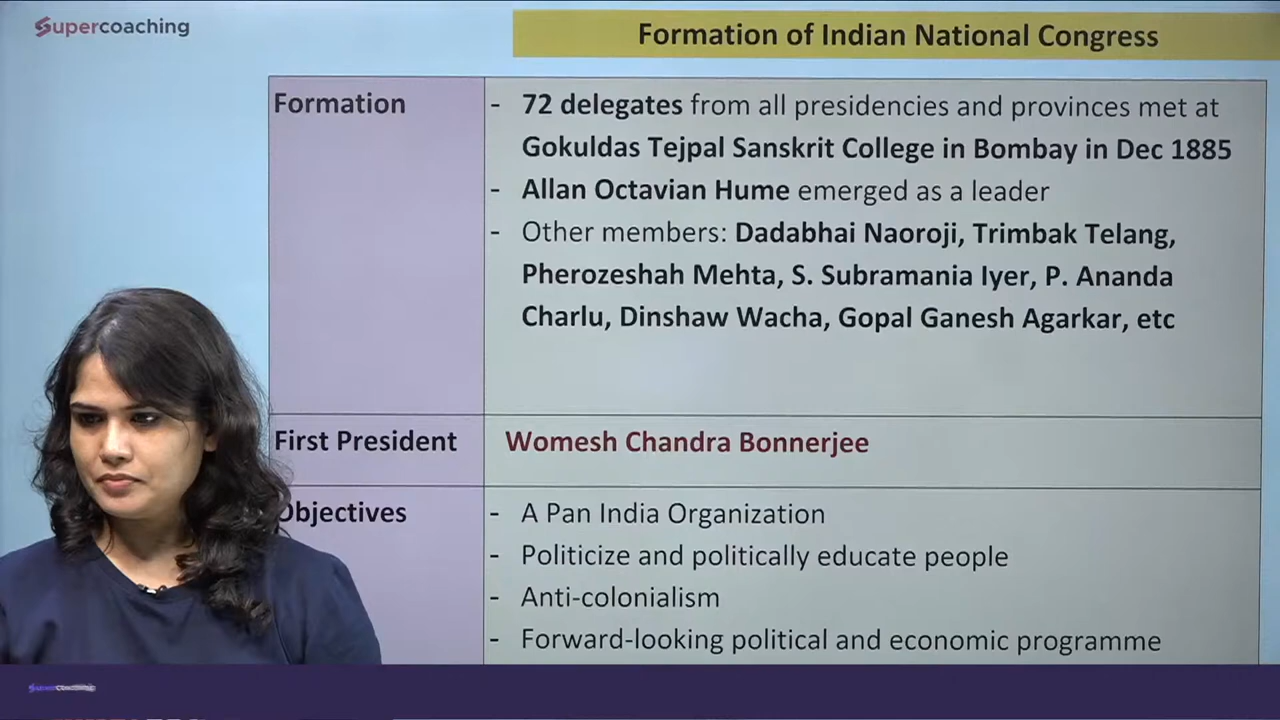 Supercoaching
Formation of Indian National Congress
Formation
- 72 delegates from all presidencies and provinces met at
Gokuldas Tejpal Sanskrit College in Bombay in Dec 1885
- Allan Octavian Hume emerged as a leader
- Other members: Dadabhai Naoroji, Trimbak Telang,
Pherozeshah Mehta, S. Subramania Iyer, P. Ananda
Charlu, Dinshaw Wacha, Gopal Ganesh Agarkar, etc
First President
Womesh Chandra Bonnerjee
Objectives
- A Pan India Organization
- Politicize and politically educate people
- Anti-colonialism
- Forward-looking political and economic programme
Supercoaching